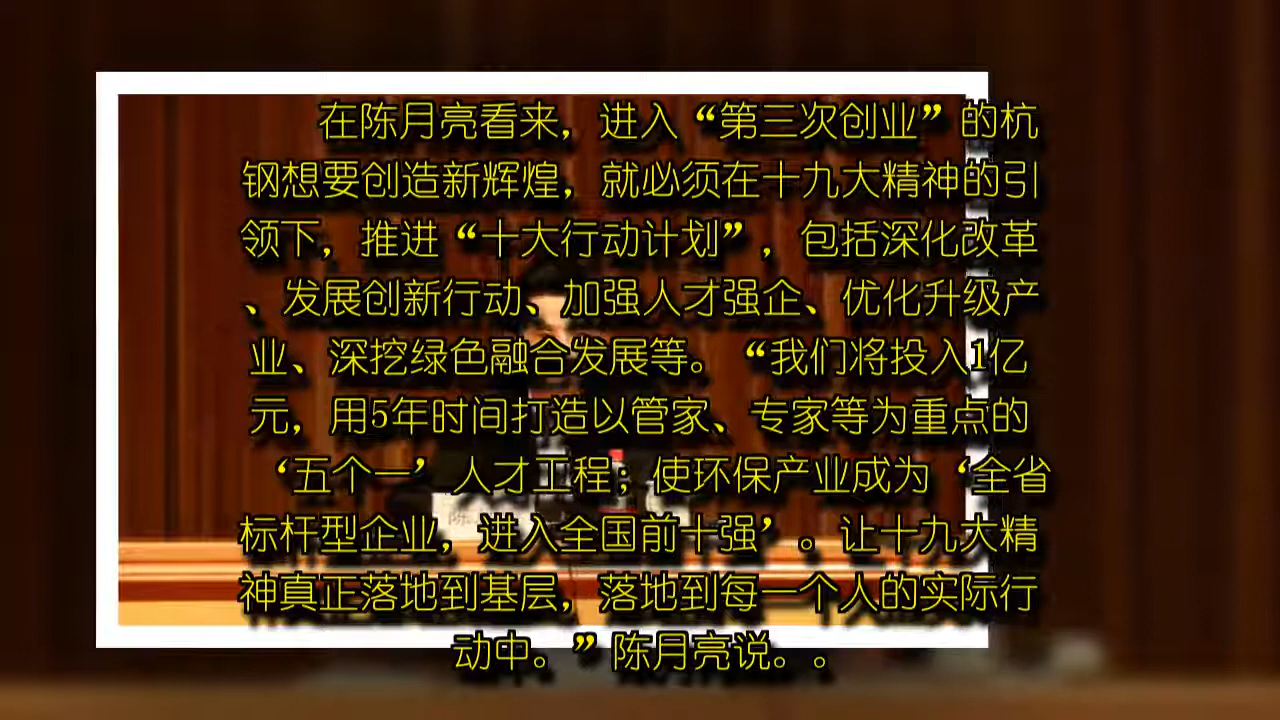 在陈月亮看来，进入“第三次创业”的杭
钢想要创造新辉煌，就必须在十九大精神的引
领下，推进“十大行动计划”，包括深化改革
、发展创新行动、加强人才强企、优化升级产
业、深挖绿色融合发展等。“我们将投入1亿
元，用5年时间打造以管家、专家等为重点的
‘五个一’人才工程；使环保产业成为‘全省
标杆型企业，进入全国前十强’。让十九大精
神真正落地到基层，落地到每一个人的实际行
动中。”陈月亮说。。